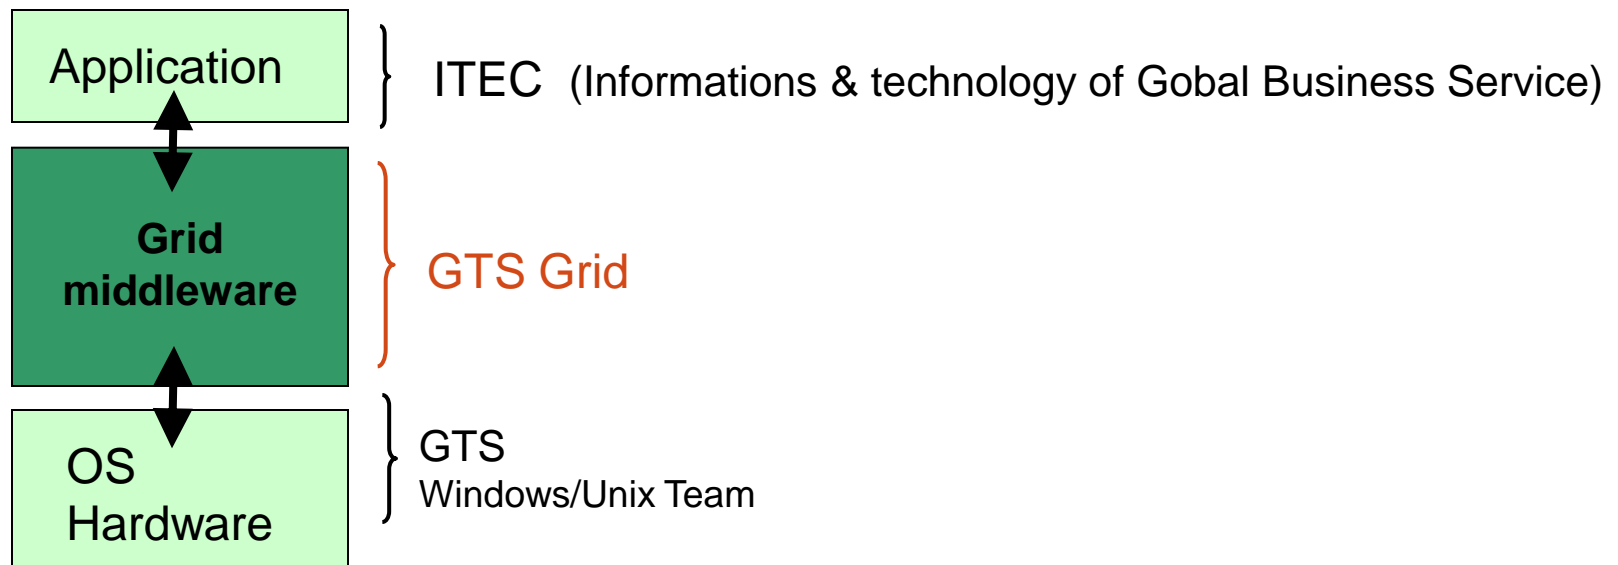 Application
ITEC (Informations & technology of Gobal Business Service)
Grid
middleware
GTS Grid
OS
Hardware
GTS
Windows/Unix Team